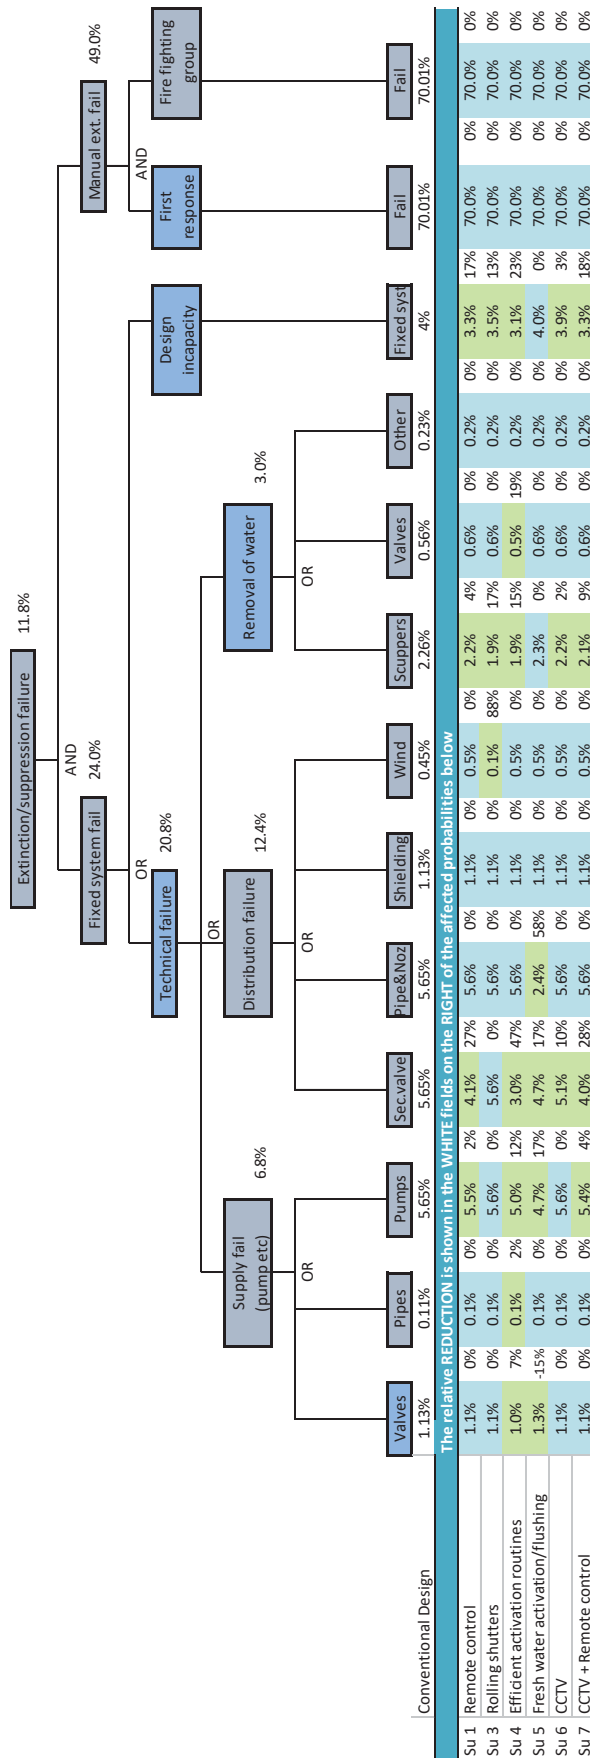 Extinction/suppression failure
11.8%
AND
Fixed system fail
24.0%
Manual ext. fail
49.0%
OR
AND
Technical failure
20.8%
Design
incapacity
First
response
Fire fighting
group
OR
Supply fail
(pump etc)
6.8%
Distribution failure
12.4%
Removal of water
3.0%
OR
OR
OR
Valves Pipes Pumps Sec.valve Pipe&Noz Shielding Wind Scuppers Valves Other Fixed syst Fail Fail
Conventional Design 1.13% 0.11% 5.65% 5.65% 5.65% 1.13% 0.45% 2.26% 0.56% 0.23% 4% 70.01% 70.01%
The relative REDUCTION is shown in the WHITE fields on the RIGHT of the affected probabilities below
Su 1 Remote control 1.1% 0% 0.1% 0% 5.5% 2% 4.1% 27% 5.6% 0% 1.1% 0% 0.5% 0% 2.2% 4% 0.6% 0% 0.2% 0% 3.3% 17% 70.0% 0% 70.0% 0%
Su 3 Rolling shutters 1.1% 0% 0.1% 0% 5.6% 0% 5.6% 0% 5.6% 0% 1.1% 0% 0.1% 88% 1.9% 17% 0.6% 0% 0.2% 0% 3.5% 13% 70.0% 0% 70.0% 0%
Su 4 Efficient activation routines 1.0% 7% 0.1% 2% 5.0% 12% 3.0% 47% 5.6% 0% 1.1% 0% 0.5% 0% 1.9% 15% 0.5% 19% 0.2% 0% 3.1% 23% 70.0% 0% 70.0% 0%
Su 5 Fresh water activation/flushing 1.3% -15% 0.1% 0% 4.7% 17% 4.7% 17% 2.4% 58% 1.1% 0% 0.5% 0% 2.3% 0% 0.6% 0% 0.2% 0% 4.0% 0% 70.0% 0% 70.0% 0%
Su 6 CCTV 1.1% 0% 0.1% 0% 5.6% 0% 5.1% 10% 5.6% 0% 1.1% 0% 0.5% 0% 2.2% 2% 0.6% 0% 0.2% 0% 3.9% 3% 70.0% 0% 70.0% 0%
Su 7 CCTV + Remote control 1.1% 0% 0.1% 0% 5.4% 4% 4.0% 28% 5.6% 0% 1.1% 0% 0.5% 0% 2.1% 9% 0.6% 0% 0.2% 0% 3.3% 18% 70.0% 0% 70.0% 0%